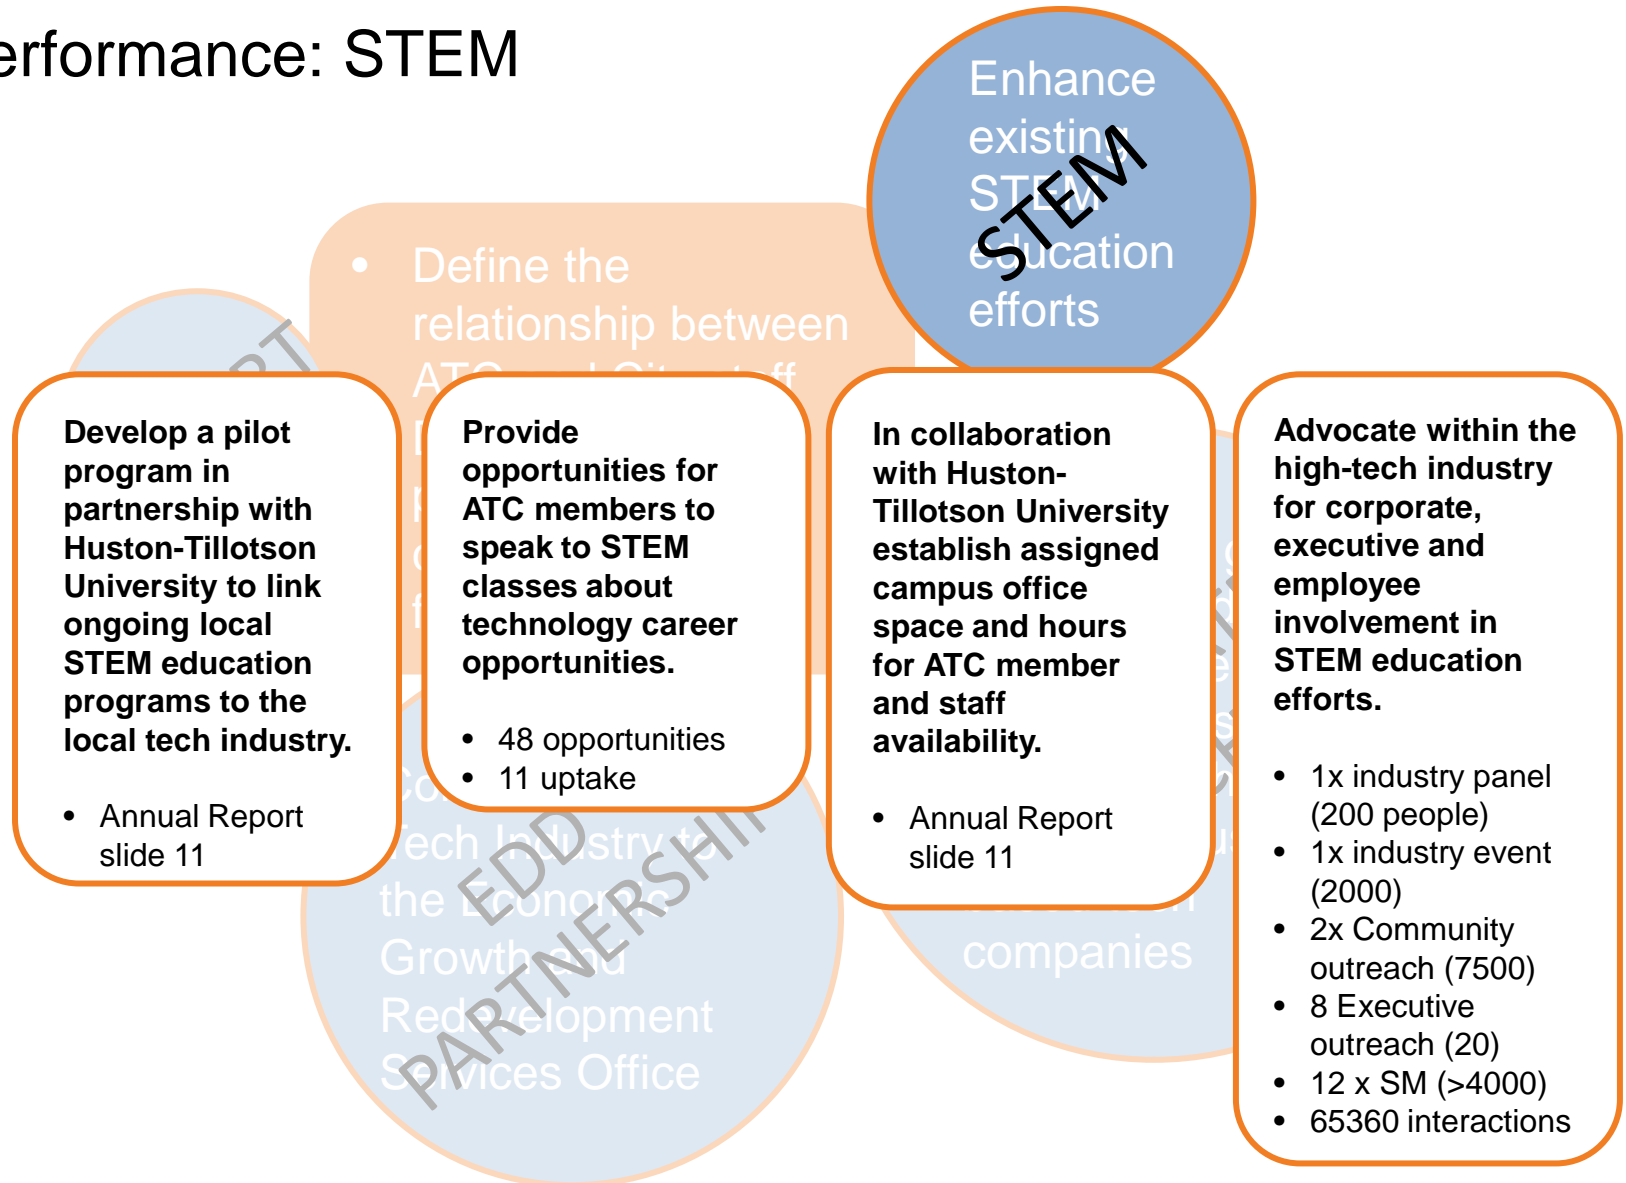 erformance: STEM
Enhance
existing
STEM
education
efforts
STEM
• Define the
relationship between
Develop a pilot
program in
partnership with
Huston-Tillotson
University to link
ongoing local
STEM education
programs to the
local tech industry.
• Annual Report
slide 11
Provide
opportunities for
ATC members to
speak to STEM
classes about
technology career
opportunities.
• 48 opportunities
• 11 uptake
In collaboration
with Huston-
Tillotson University
establish assigned
campus office
space and hours
for ATC member
and staff
availability.
• Annual Report
slide 11
Advocate within the
high-tech industry
for corporate,
executive and
employee
involvement in
STEM education
efforts.
• 1x industry panel
(200 people)
• 1x industry event
(2000)
• 2x Community
outreach (7500)
• 8 Executive
outreach (20)
• 12 x SM (>4000)
• 65360 interactions
Tech Industry to
the Economic
Growth and
Redevelopment
Services Office
EDD
PARTNERSHIP
companies